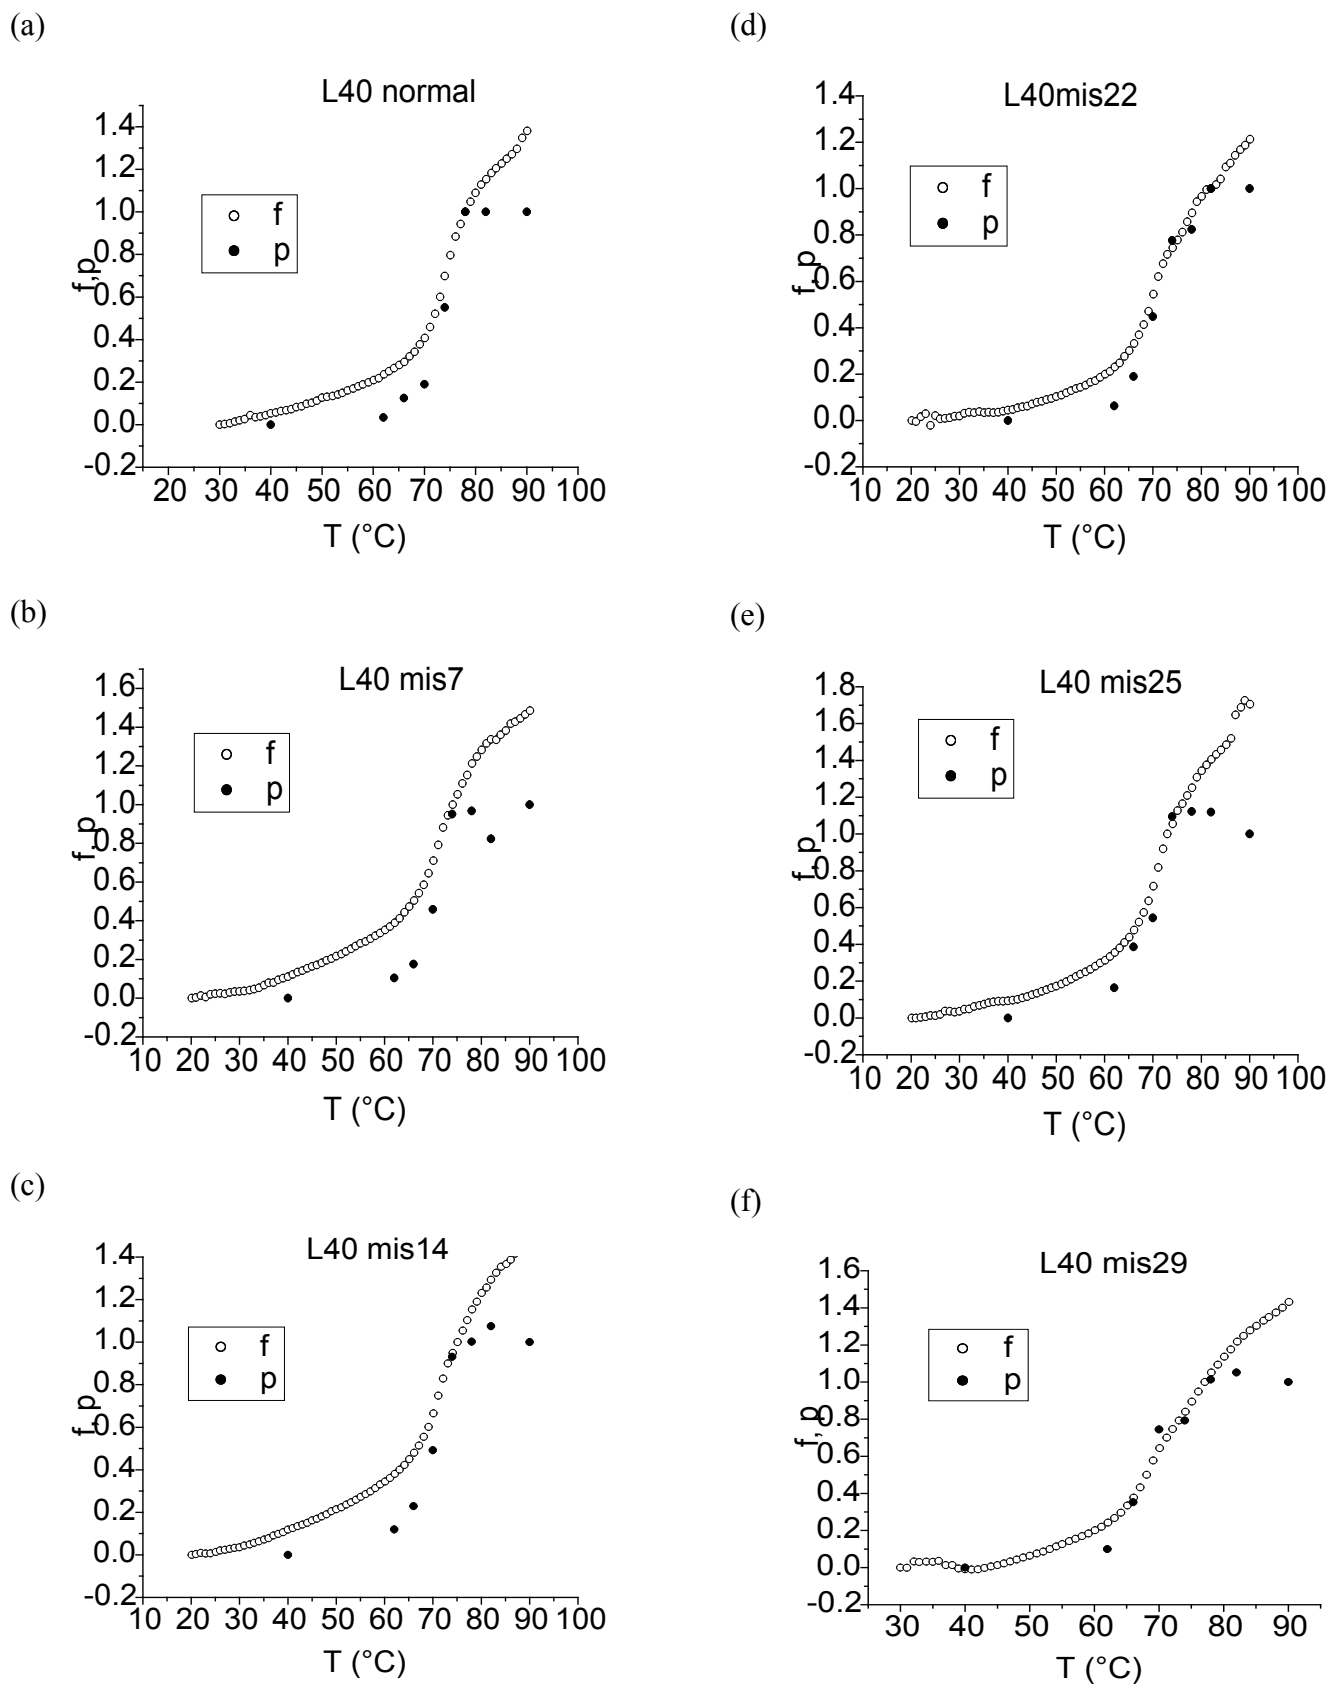 (a)
L40 normal
f
p
f,p
1.4
1.2
1.0
0.8
0.6
0.4
0.2
0.0
-0.2
20 30 40 50 60 70 80 90 100
T (°C)
(b)
L40 mis7
f
p
f, p
1.6
1.4
1.2
1.0
0.8
0.6
0.4
0.2
0.0
-0.2
10 20 30 40 50 60 70 80 90 100
T (°C)
(c)
L40 mis14
f
p
f, p
1.4
1.2
1.0
0.8
0.6
0.4
0.2
0.0
-0.2
10 20 30 40 50 60 70 80 90 100
T (°C)
(d)
L40mis22
f
p
f, p
1.4
1.2
1.0
0.8
0.6
0.4
0.2
0.0
-0.2
10 20 30 40 50 60 70 80 90 100
T (°C)
(e)
L40 mis25
f
p
f, p
1.8
1.6
1.4
1.2
1.0
0.8
0.6
0.4
0.2
0.0
-0.2
10 20 30 40 50 60 70 80 90 100
T (°C)
(f)
L40 mis29
f
p
f, p
1.6
1.4
1.2
1.0
0.8
0.6
0.4
0.2
0.0
-0.2
30 40 50 60 70 80 90
T (°C)